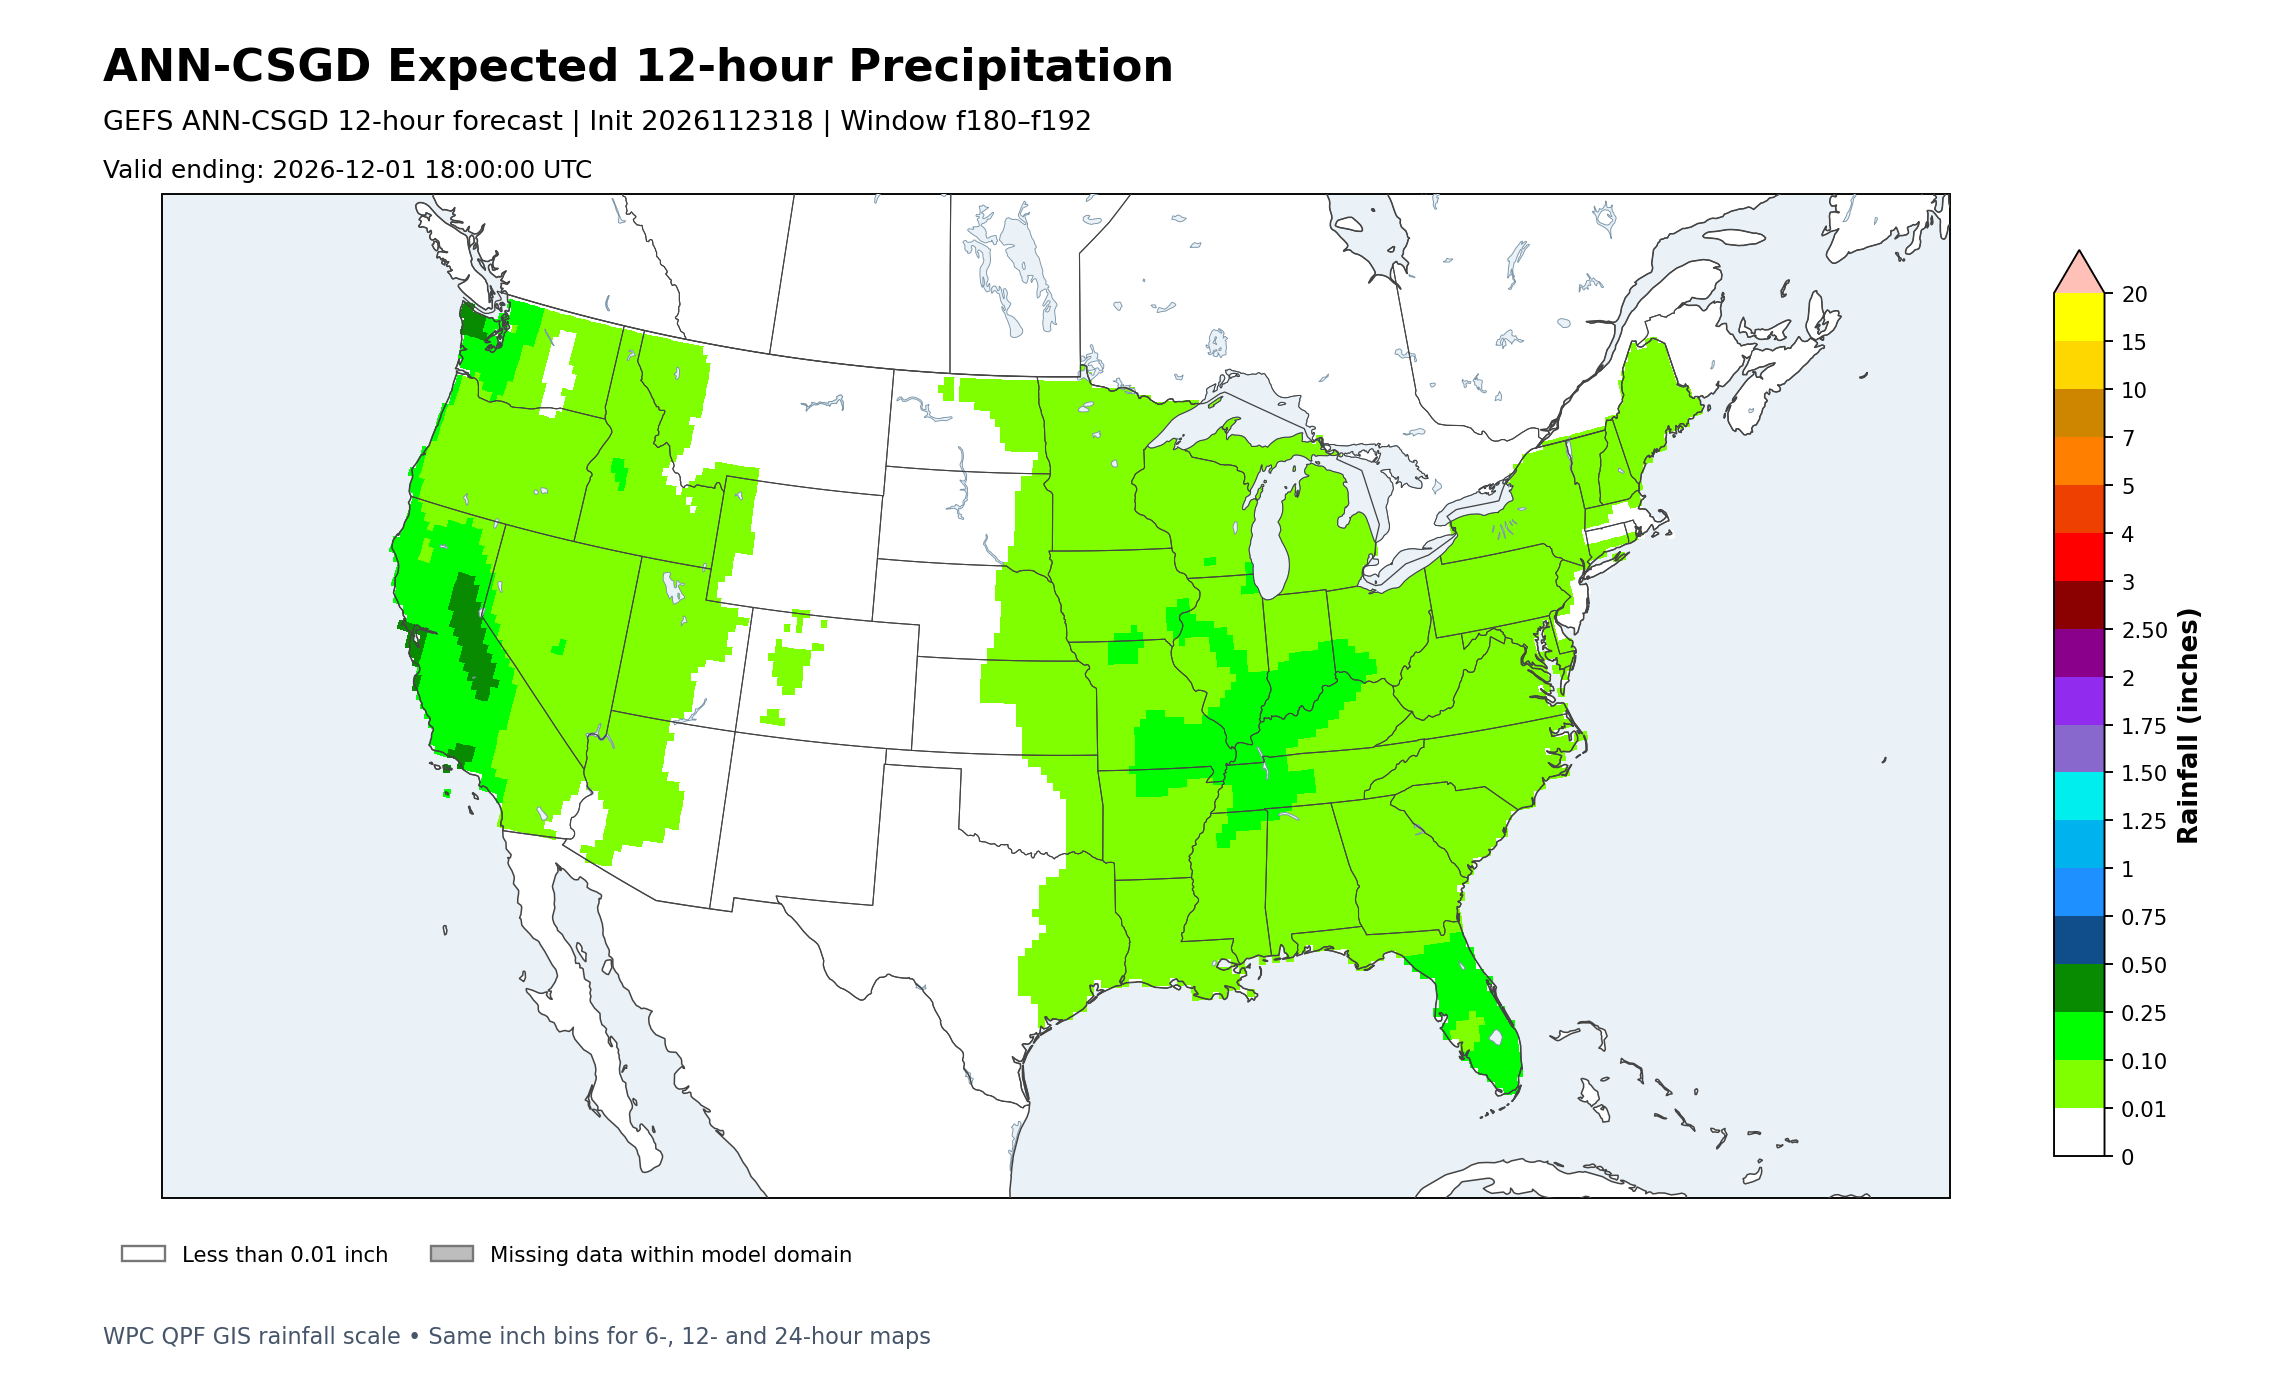 ANN-CSGD Expected 12-hour Precipitation
GEFS ANN-CSGD 12-hour forecast | Init 2026112318 | Window f180–f192
Valid ending: 2026-12-01 18:00:00 UTC
20
15
10
7
5
4
3
2.50
2
1.75
1.50
1.25
1
0.75
0.50
0.25
0.10
0.01
0
Rainfall (inches)
Less than 0.01 inch
Missing data within model domain
WPC QPF GIS rainfall scale • Same inch bins for 6-, 12- and 24-hour maps